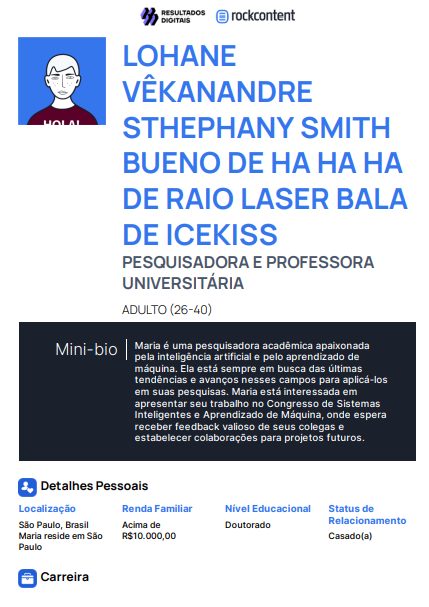 RESULTADOS
DIGITAIS
rockcontent
HOLA!
LOHANE
VÊKANANDRE
STHEPHANY SMITH
BUENO DE HA HA HA
DE RAIO LASER BALA
DE ICEKISS
PESQUISADORA E PROFESSORA
UNIVERSITÁRIA
ADULTO (26-40)
Mini-bio
Maria é uma pesquisadora acadêmica apaixonada
pela inteligência artificial e pelo aprendizado de
máquina. Ela está sempre em busca das últimas
tendências e avanços nesses campos para aplicá-los
em suas pesquisas. Maria está interessada em
apresentar seu trabalho no Congresso de Sistemas
Inteligentes e Aprendizado de Máquina, onde espera
receber feedback valioso de seus colegas e
estabelecer colaborações para projetos futuros.
Detalhes Pessoais
Localização
São Paulo, Brasil
Maria reside em São
Paulo
Renda Familiar
Acima de
R$10.000,00
Nível Educacional
Doutorado
Status de
Relacionamento
Casado(a)
Carreira